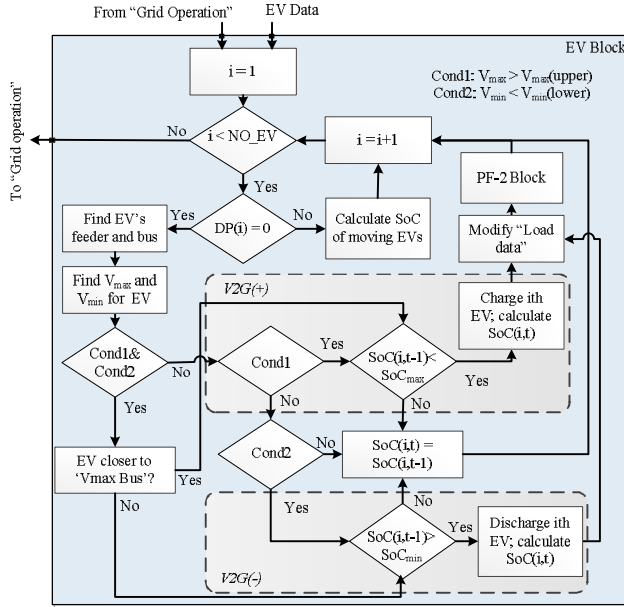 From “Grid Operation”
EV Data
EV Block
i = 1
Cond1: Vmax > Vmax(upper)
Cond2: Vmin < Vmin(lower)
To “Grid operation”
No
i < NO_EV
i = i+1
Yes
PF-2 Block
Find EV's
feeder and bus
Yes
DP(i) = 0
No
Calculate SoC
of moving EVs
Modify “Load
data”
Find Vmax and
Vmin for EV
V2G(+)
Charge ith
EV; calculate
SoC(i,t)
Cond1&
Cond2
No
Cond1
Yes
SoC(i,t-1)<
SoCmax
Yes
Yes
No
No
EV closer to
‘Vmax Bus’?
Yes
Cond2
No
SoC(i,t) =
SoC(i,t-1)
No
Yes
No
SoC(i,t-1)>
SoCmin
Yes
Discharge ith
EV; calculate
SoC(i,t)
V2G(-)